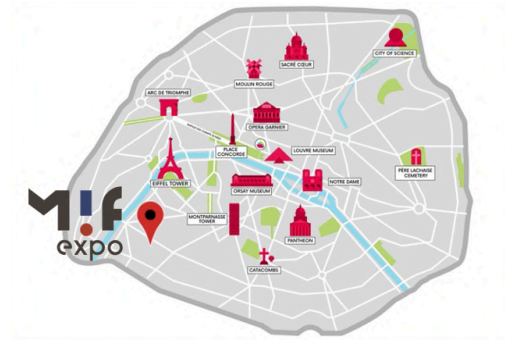 CITY OF SCIENCE
SACRÉ CŒUR
MOULIN ROUGE
ARC DE TRIOMPHE
OPERA GARNIER
PLACE
CONCORDE
LOUVRE MUSEUM
PÈRE LACHAISE
CEMETERY
EIFFEL TOWER
ORSAY MUSEUM
NOTRE DAME
M!F
expo
MONTPARNASSE
TOWER
PANTHEON
CATACOMBS